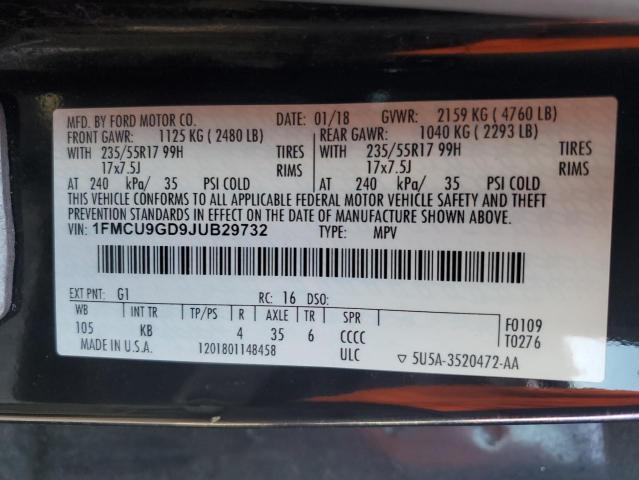 MFD. BY FORD MOTOR CO. DATE: 01/18 GVWR: 2159 KG ( 4760 LB)
FRONT GAWR: 1125 KG ( 2480 LB) REAR GAWR: 1040 KG ( 2293 LB)
WITH 235/55R17 99H TIRES WITH 235/55R17 99H TIRES
17x7.5J RIMS 17x7.5J RIMS
AT 240 kPa/ 35 PSI COLD AT 240 kPa/ 35 PSI COLD
THIS VEHICLE CONFORMS TO ALL APPLICABLE FEDERAL MOTOR VEHICLE SAFETY AND THEFT
PREVENTION STANDARDS IN EFFECT ON THE DATE OF MANUFACTURE SHOWN ABOVE.
VIN: 1FMCU9GD9JUB29732 TYPE: MPV
EXT PNT: G1 RC: 16 DSO:
WB INT TR TP/PS R AXLE TR SPR F0109
105 KB 4 35 6 CCCC T0276
MADE IN U.S.A. 1201801148458 ULC ▽ 5U5A-3520472-AA